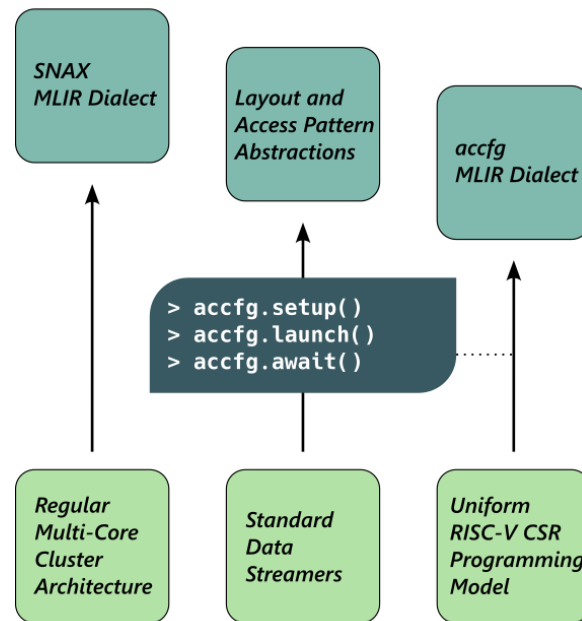 SNAX
MLIR Dialect
Layout and
Access Pattern
Abstractions
accfg
MLIR Dialect
> accfg.setup()
> accfg.launch()
> accfg.await()
Regular
Multi-Core
Cluster
Architecture
Standard
Data
Streamers
Uniform
RISC-V CSR
Programming
Model